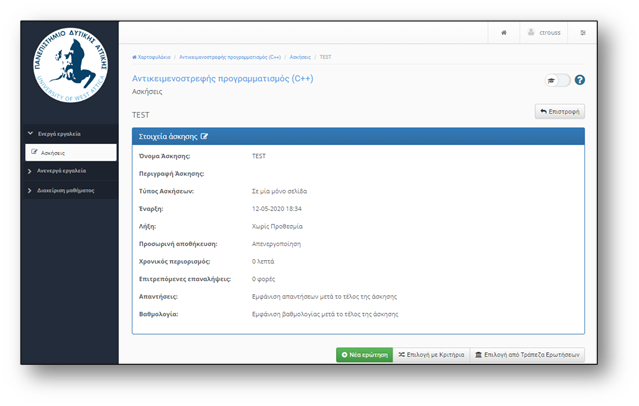 ΠΑΝΕΠΙΣΤΗΜΙΟ ΔΥΤΙΚΗΣ ΑΤΤΙΚΗΣ
UNIVERSITY OF WEST ATTICA
ctrouss
Χαρτοφυλάκιο / Αντικειμενοστρεφής προγραμματισμός (C++) / Ασκήσεις / TEST
Αντικειμενοστρεφής προγραμματισμός (C++)
Ασκήσεις
TEST
Επιστροφή
Ενεργά εργαλεία
Ασκήσεις
Ανενεργά εργαλεία
Διαχείριση μαθήματος
Στοιχεία άσκησης
Όνομα Άσκησης: TEST
Περιγραφή Άσκησης:
Τύπος Ασκήσεων: Σε μία μόνο σελίδα
Έναρξη: 12-05-2020 18:34
Λήξη: Χωρίς Προθεσμία
Προσωρινή αποθήκευση: Απενεργοποίηση
Χρονικός περιορισμός: 0 λεπτά
Επιτρεπόμενες επαναλήψεις: 0 φορές
Απαντήσεις: Εμφάνιση απαντήσεων μετά το τέλος της άσκησης
Βαθμολογία: Εμφάνιση βαθμολογίας μετά το τέλος της άσκησης
Νέα ερώτηση Επιλογή με Κριτήρια Επιλογή από Τράπεζα Ερωτήσεων